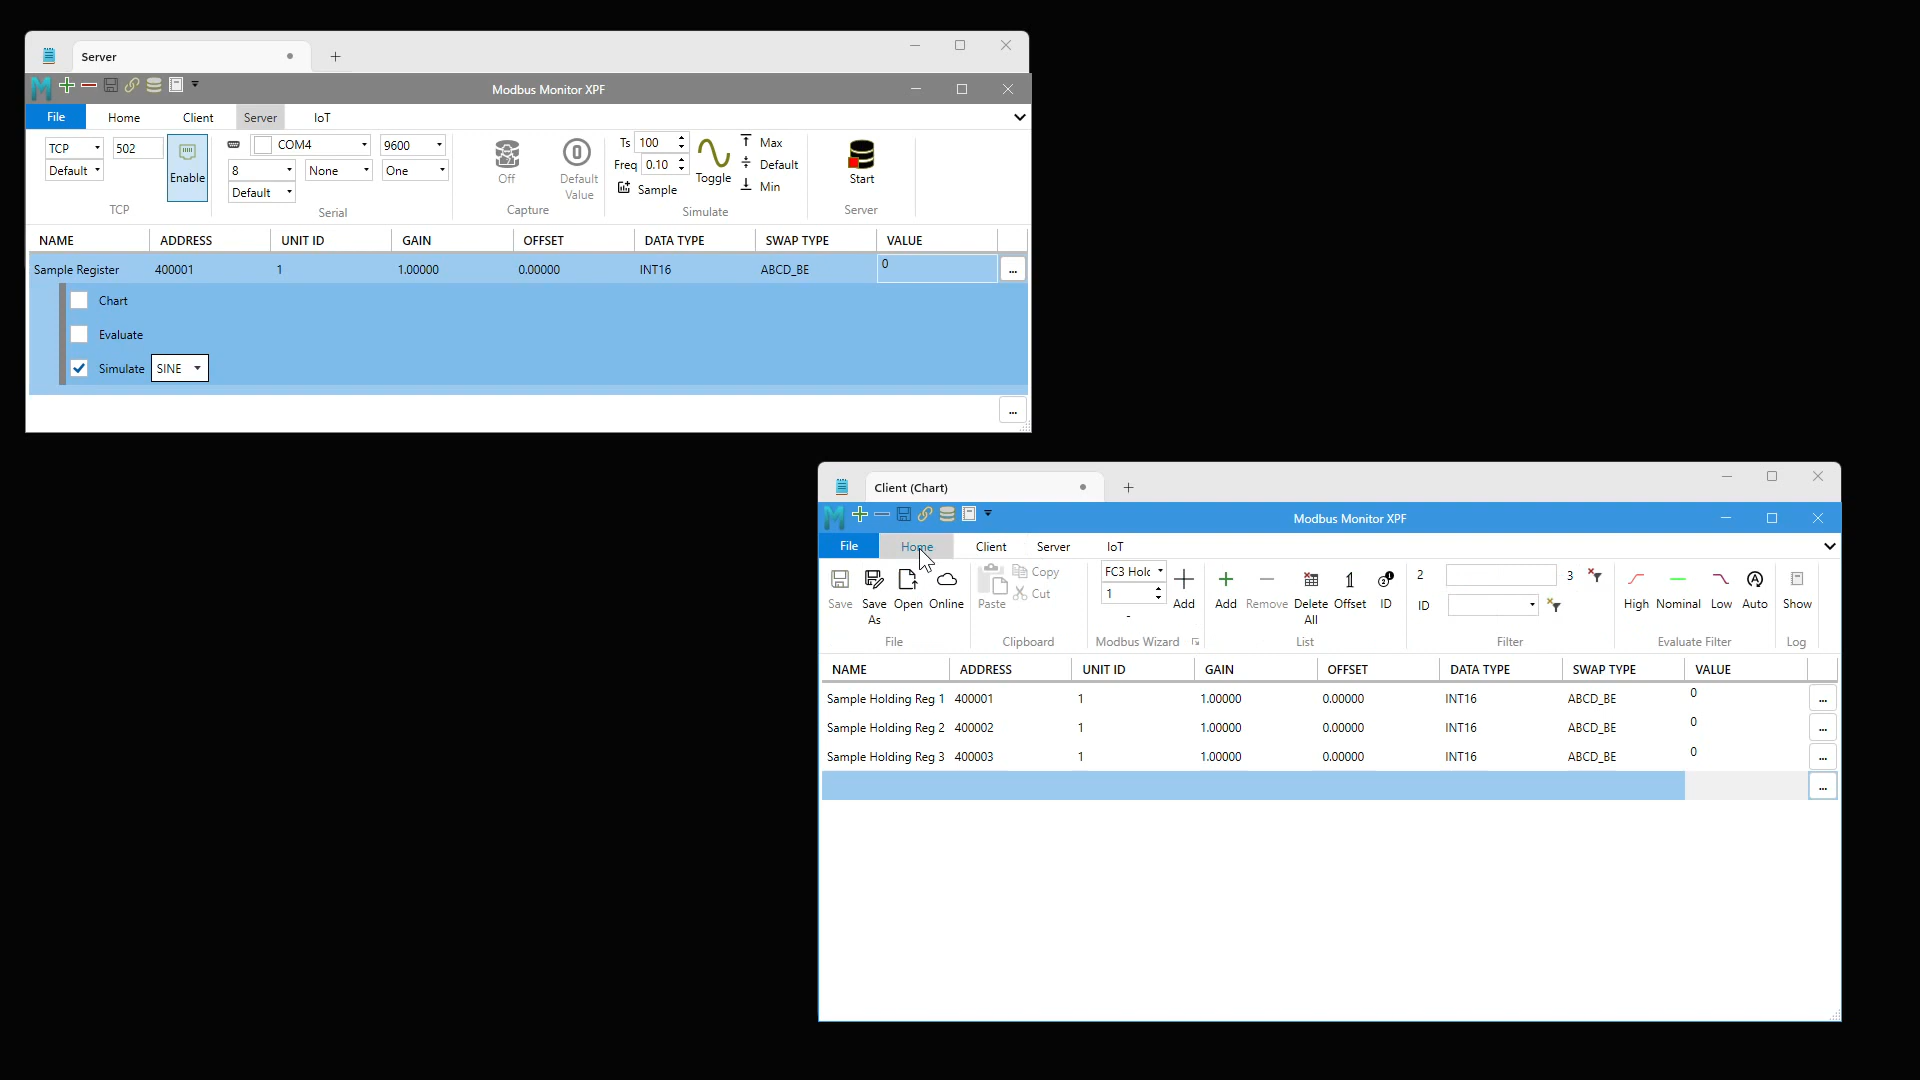 Server
Modbus Monitor XPF
File Home Client Server IoT
TCP 502 COM4 9600 Ts 100 Max
Default Enable 8 None One Off Default Value Freq 0.10 Toggle Default Start
Default Sample Min
TCP Serial Capture Simulate Server
NAME ADDRESS UNIT ID GAIN OFFSET DATA TYPE SWAP TYPE VALUE
Sample Register 400001 1 1.00000 0.00000 INT16 ABCD_BE 0 ...
Chart
Evaluate
Simulate SINE
...
Client (Chart)
Modbus Monitor XPF
File Home Client Server IoT
Copy FC3 Holc 2 3
Cut 1
Save Save As Open Online Paste Add Add Remove Delete All Offset ID ID High Nominal Low Auto Show
-
File Clipboard Modbus Wizard List Filter Evaluate Filter Log
NAME ADDRESS UNIT ID GAIN OFFSET DATA TYPE SWAP TYPE VALUE
Sample Holding Reg 1 400001 1 1.00000 0.00000 INT16 ABCD_BE 0 ...
Sample Holding Reg 2 400002 1 1.00000 0.00000 INT16 ABCD_BE 0 ...
Sample Holding Reg 3 400003 1 1.00000 0.00000 INT16 ABCD_BE 0 ...
...